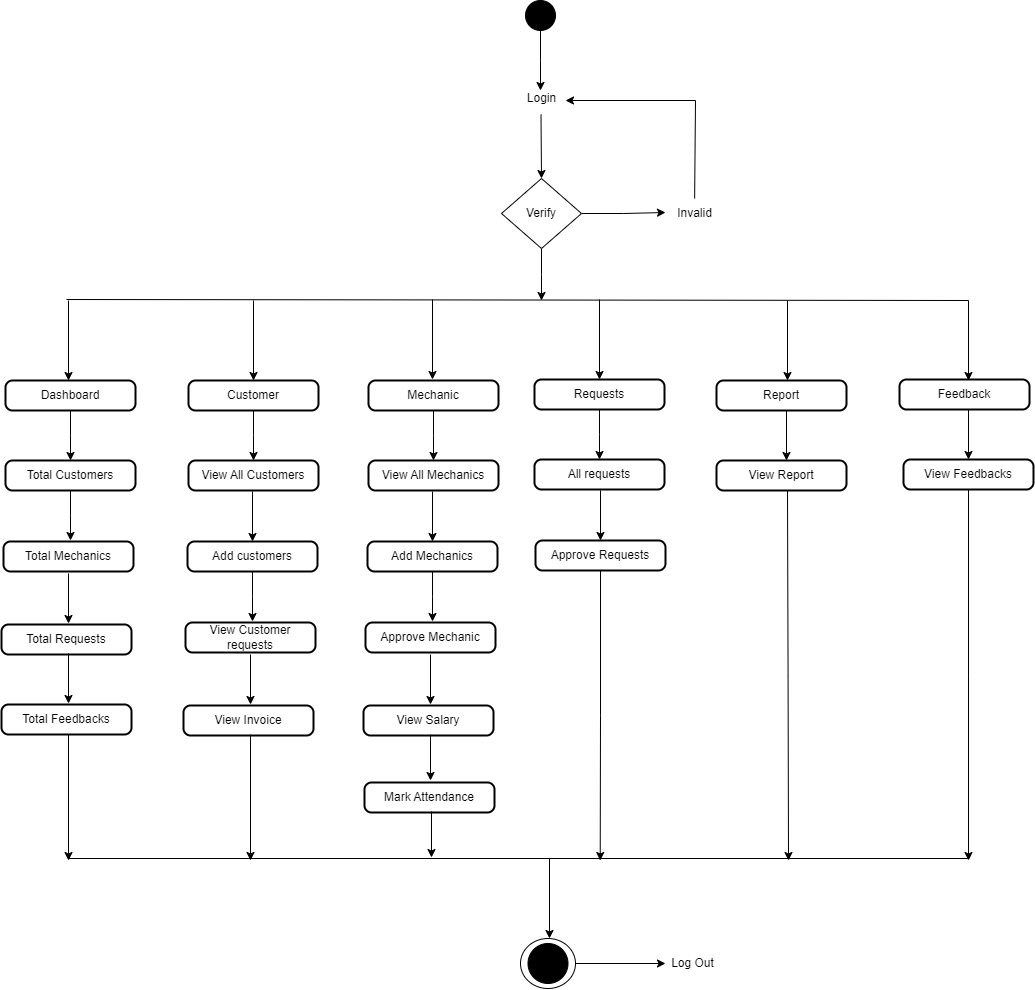 Login
Verify
Invalid
Dashboard
Customer
Mechanic
Requests
Report
Feedback
Total Customers
View All Customers
View All Mechanics
All requests
View Report
View Feedbacks
Total Mechanics
Add customers
Add Mechanics
Approve Requests
Total Requests
View Customer
requests
Approve Mechanic
Total Feedbacks
View Invoice
View Salary
Mark Attendance
Log Out